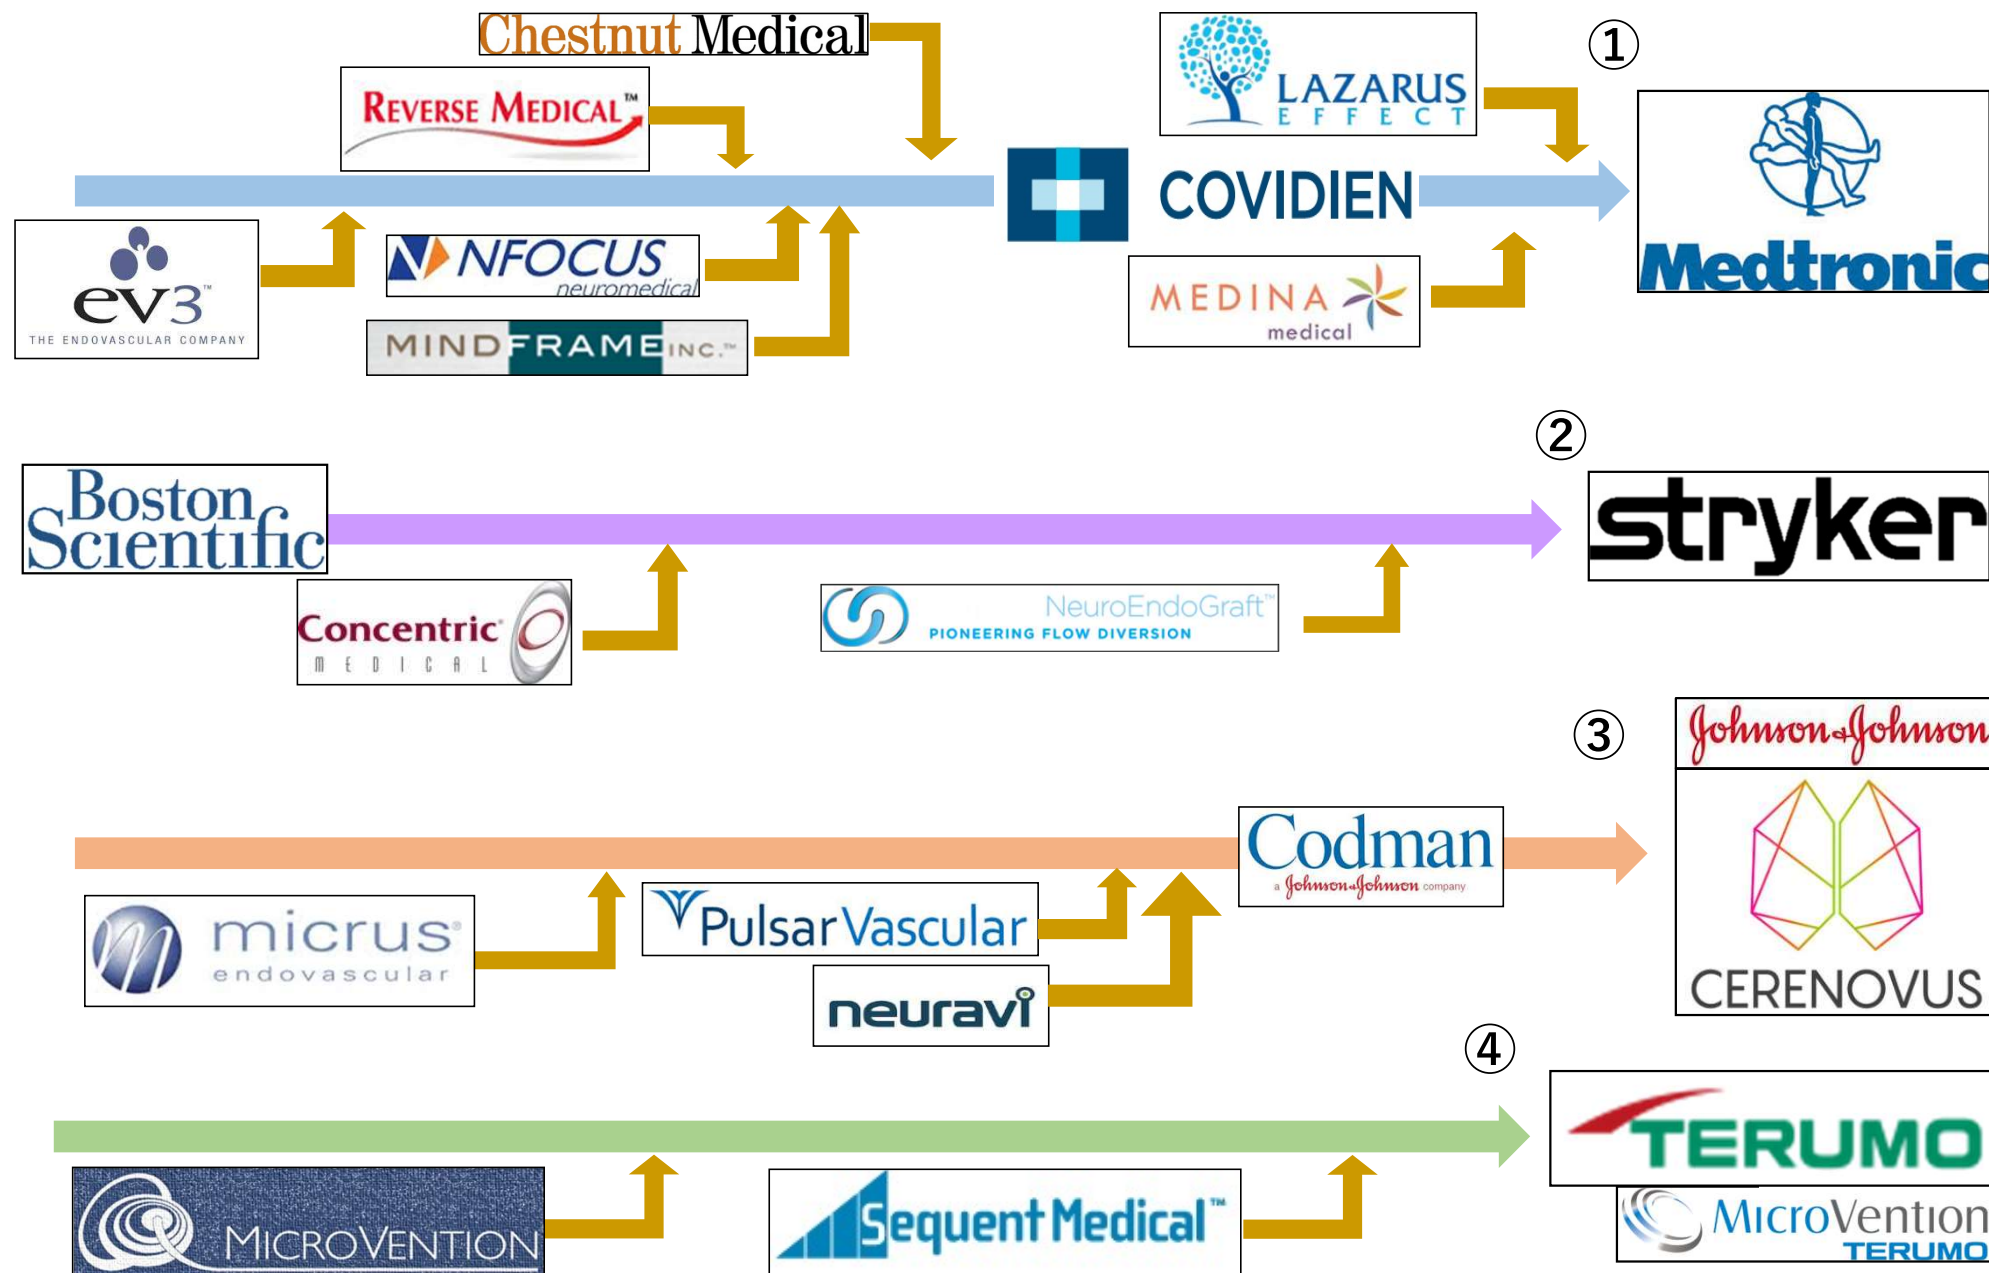 Chestnut Medical
①
REVERSE MEDICAL™
LAZARUS
EFFECT
COVIDIEN
Medtronic
ev3™
THE ENDOVASCULAR COMPANY
NFOCUS
neuromedical
MINDFRAME INC.™
MEDINA
medical
②
Boston
Scientific
stryker
Concentric®
MEDICAL
NeuroEndoGraft™
PIONEERING FLOW DIVERSION
③
Johnson & Johnson
CERENOVUS
Codman
a Johnson & Johnson company
micrus®
endovascular
Pulsar Vascular
neuravi
④
TERUMO
MICROVENTION
Sequent Medical™
MicroVention
TERUMO